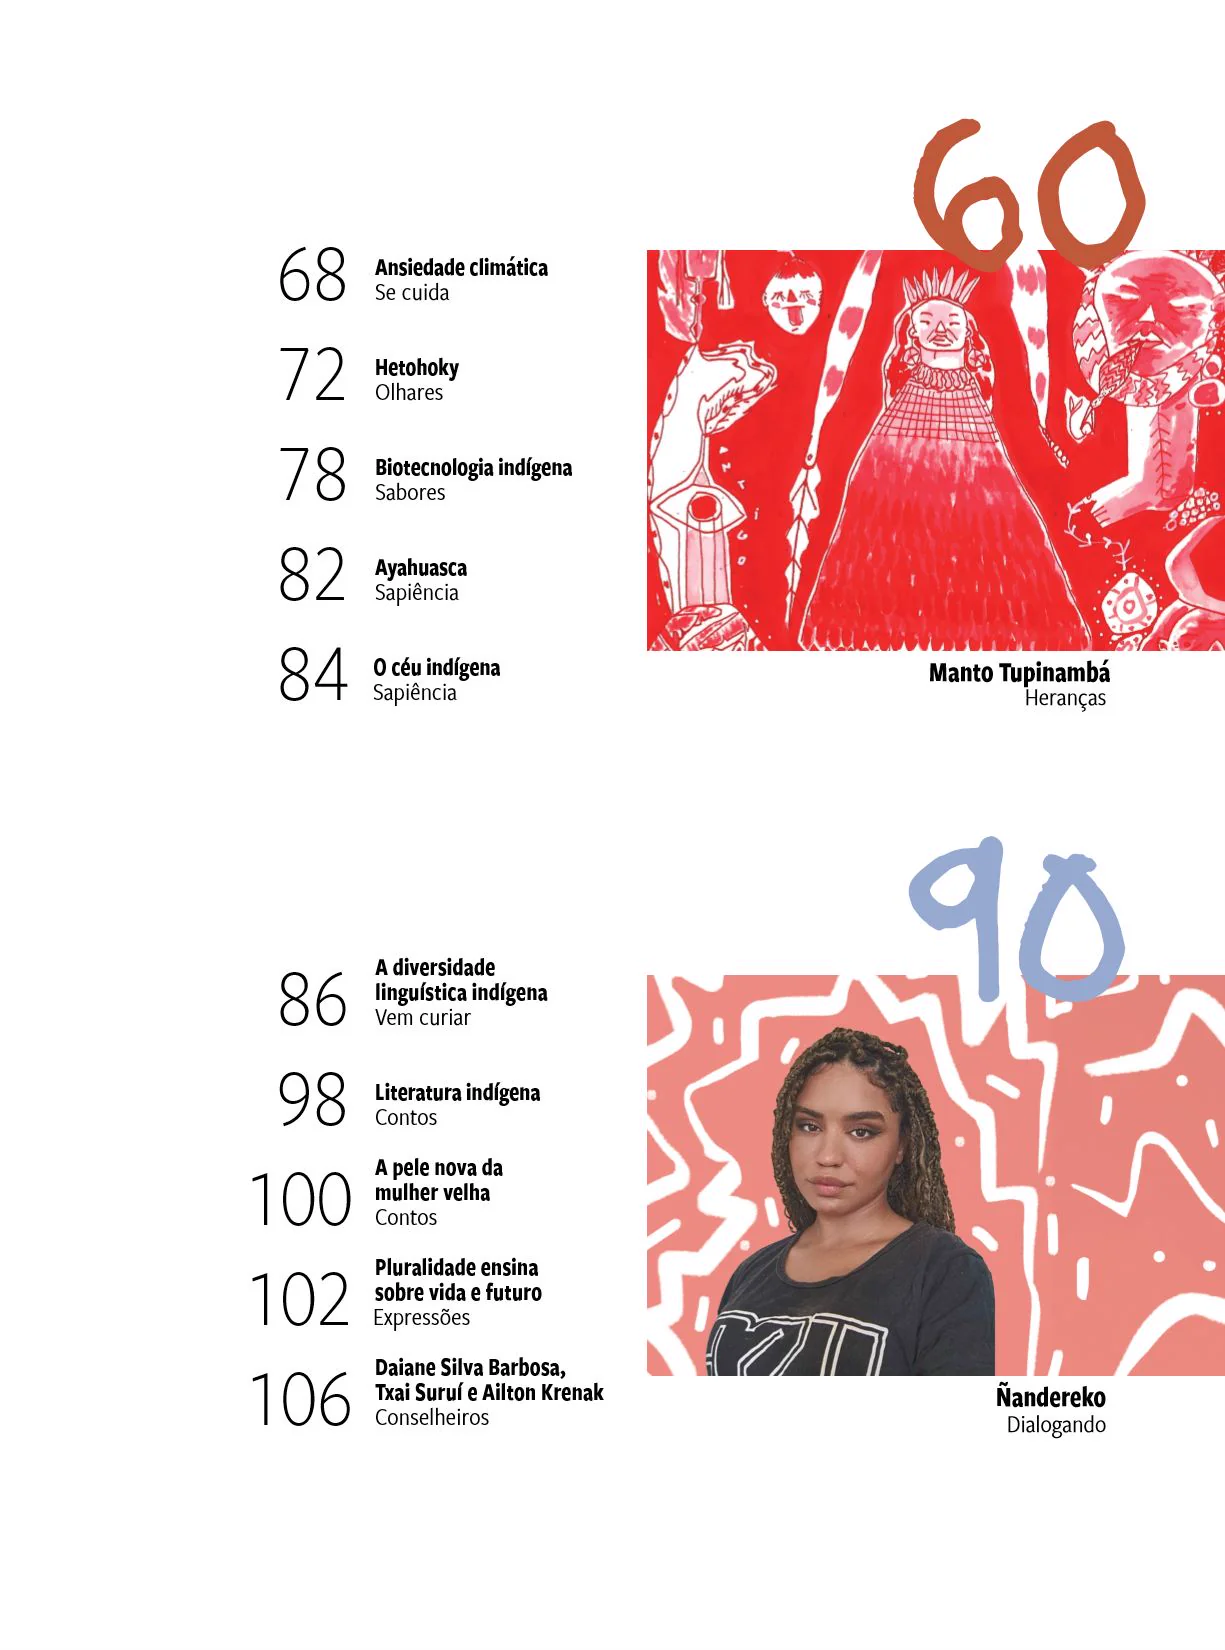 60
68
Ansiedade climática
Se cuida
72
Hetohoky
Olhares
78
Biotecnologia indígena
Sabores
82
Ayahuasca
Sapiência
84
O céu indígena
Sapiência
ANTIGO
Manto Tupinambá
Heranças
90
86
A diversidade
linguística indígena
Vem curiar
98
Literatura indígena
Contos
100
A pele nova da
mulher velha
Contos
102
Pluralidade ensina
sobre vida e futuro
Expressões
106
Daiane Silva Barbosa,
Txai Suruí e Ailton Krenak
Conselheiros
Ñandereko
Dialogando